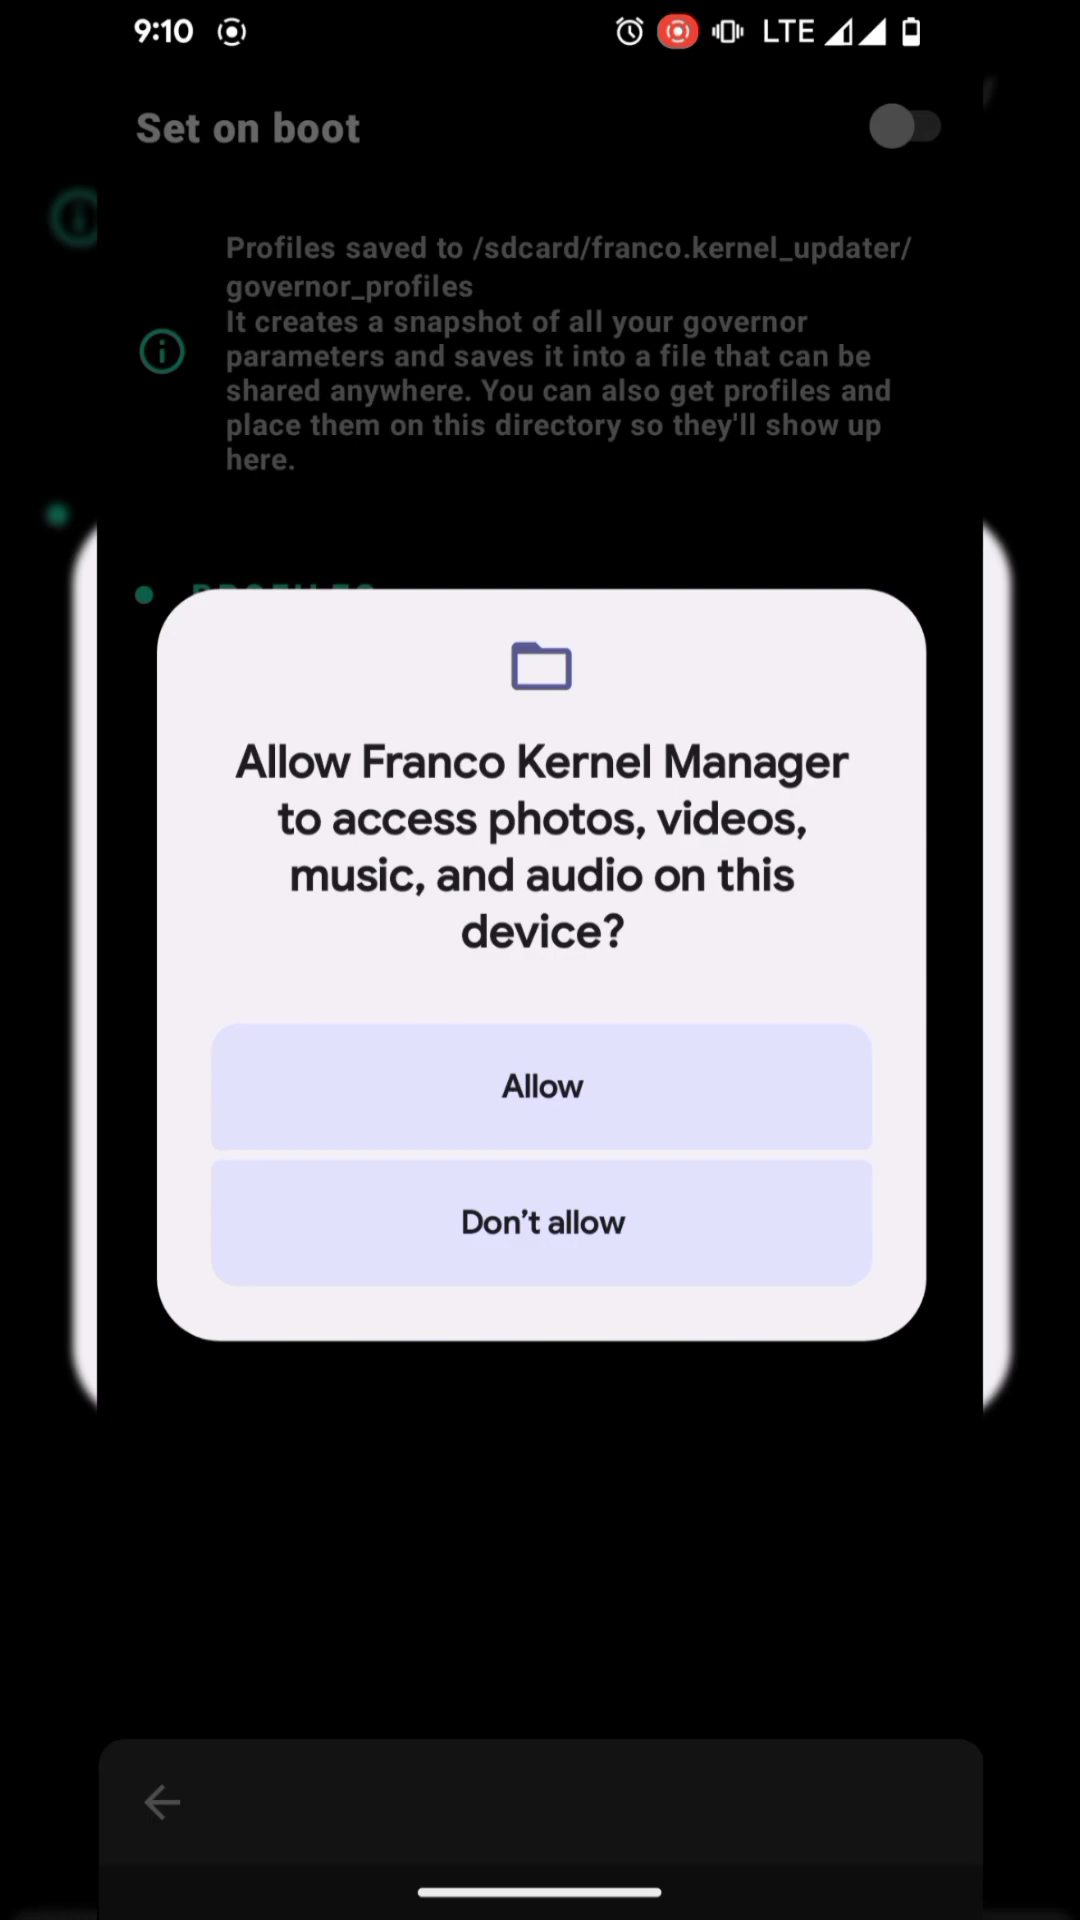 9:10
LTE
Set on boot
Profiles saved to /sdcard/franco.kernel_updater/
governor_profiles
It creates a snapshot of all your governor
parameters and saves it into a file that can be
shared anywhere. You can also get profiles and
place them on this directory so they'll show up
here.
PROFILES
Allow Franco Kernel Manager
to access photos, videos,
music, and audio on this
device?
Allow
Don’t allow